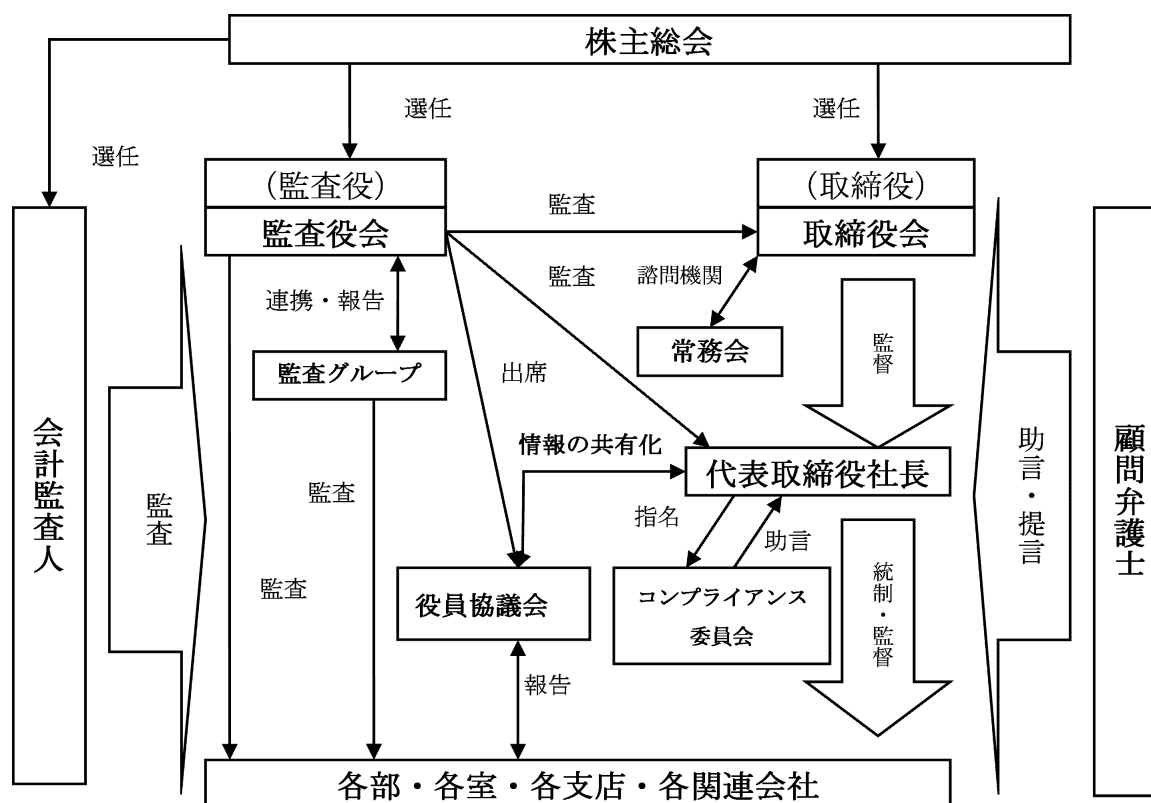 株主総会
選任
選任
選任
（監査役）
監査役会
（取締役）
取締役会
監査
監査
諮問機関
連携・報告
常務会
監査グループ
監督
出席
情報の共有化
代表取締役社長
会計監査人
監査
監査
監査
指名
助言
役員協議会
コンプライアンス
委員会
統制・監督
助言・提言
顧問弁護士
報告
各部・各室・各支店・各関連会社